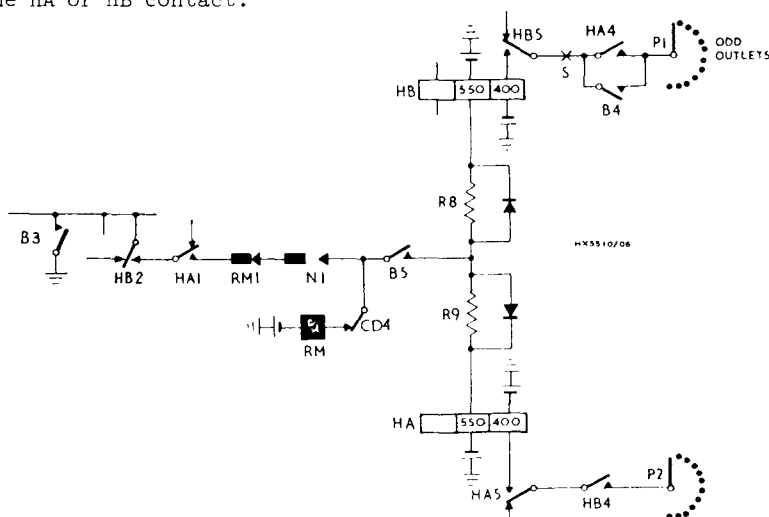 the HA or HB contact.
HB5
HA4
P1
ODD
OUTLETS
S
B4
HB
550
400
R8
HX5510/06
B3
HB2
HA1
RM1
N1
B5
CD4
RM
R9
HA
550
400
HA5
HB4
P2